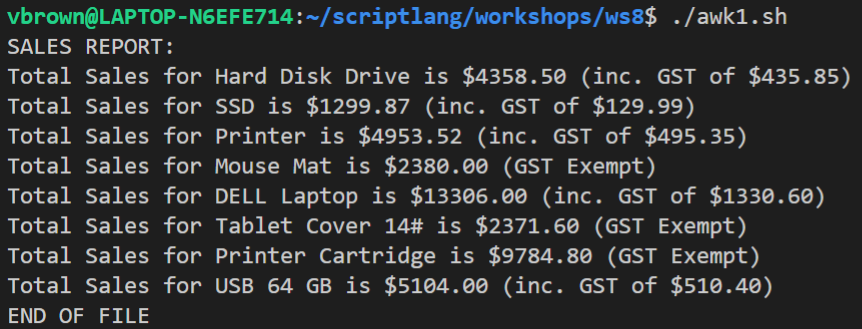 vbrown@LAPTOP-N6EFE714:~/scriptlang/workshops/ws8$ ./awk1.sh
SALES REPORT:
Total Sales for Hard Disk Drive is $4358.50 (inc. GST of $435.85)
Total Sales for SSD is $1299.87 (inc. GST of $129.99)
Total Sales for Printer is $4953.52 (inc. GST of $495.35)
Total Sales for Mouse Mat is $2380.00 (GST Exempt)
Total Sales for DELL Laptop is $13306.00 (inc. GST of $1330.60)
Total Sales for Tablet Cover 14# is $2371.60 (GST Exempt)
Total Sales for Printer Cartridge is $9784.80 (GST Exempt)
Total Sales for USB 64 GB is $5104.00 (inc. GST of $510.40)
END OF FILE